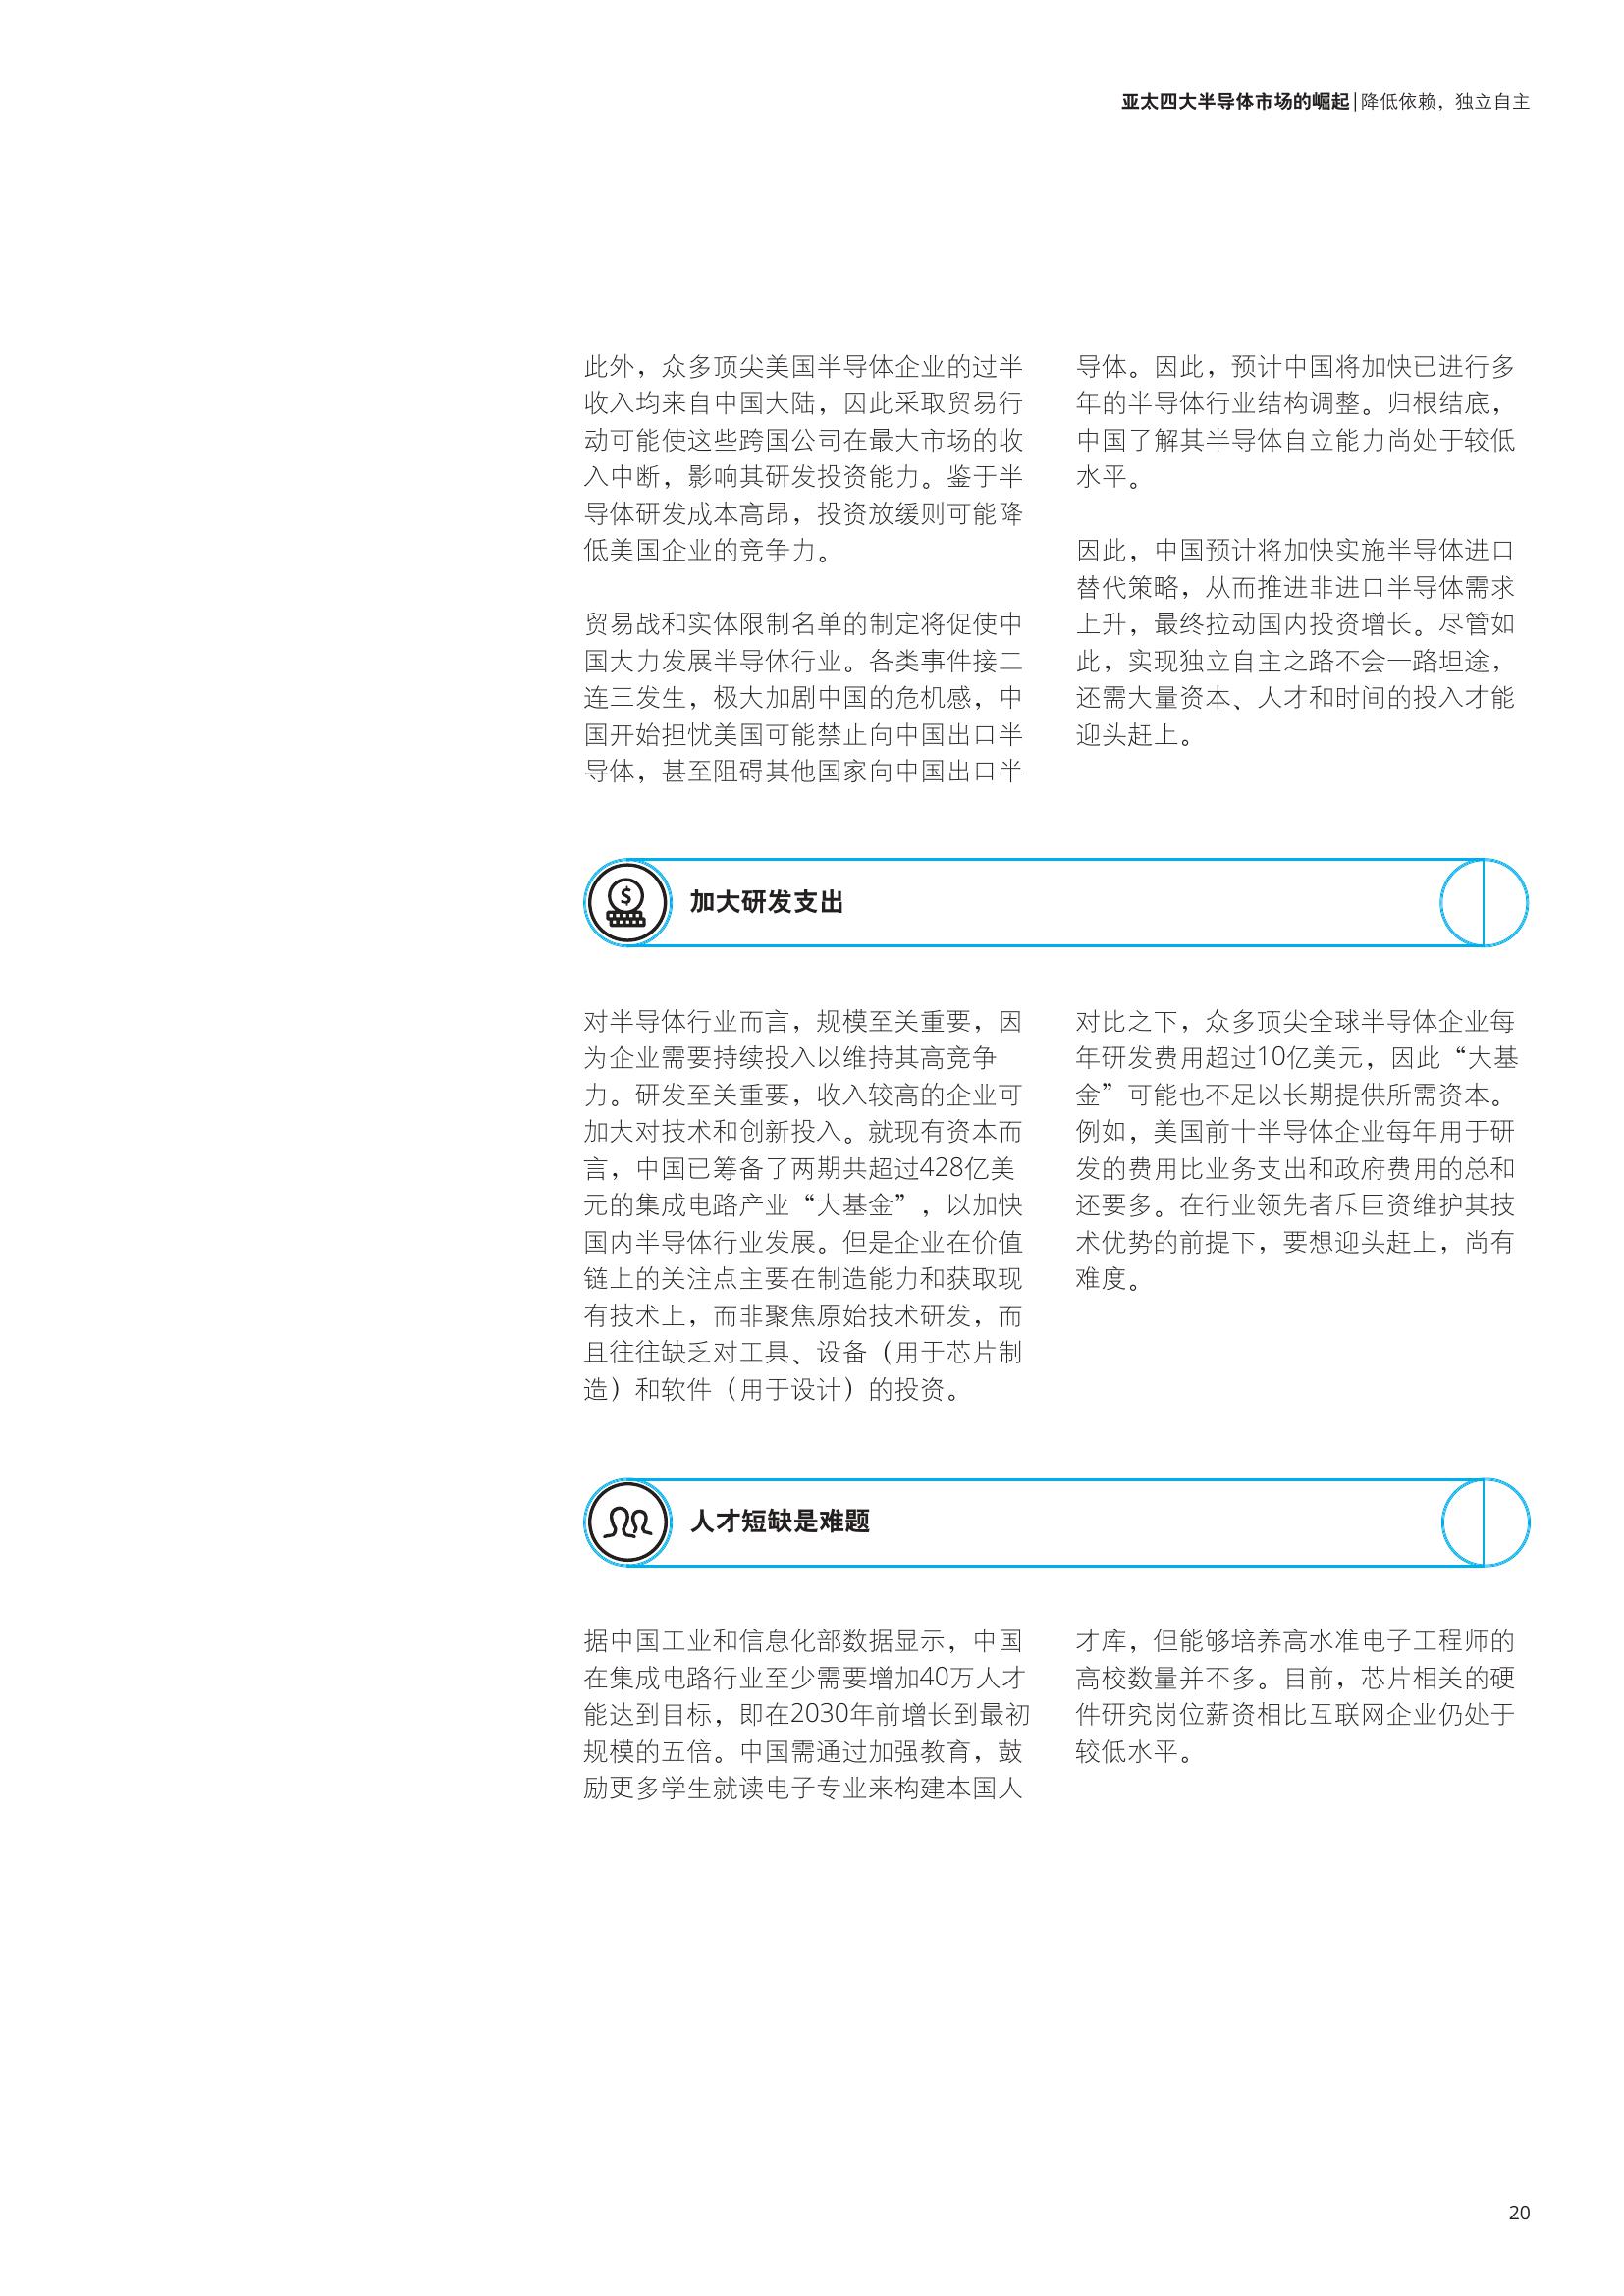 亚太四大半导体市场的崛起|降低依赖，独立自主
此外，众多顶尖美国半导体企业的过半
收入均来自中国大陆，因此采取贸易行
动可能使这些跨国公司在最大市场的收
入中断，影响其研发投资能力。鉴于半
导体研发成本高昂，投资放缓则可能降
低美国企业的竞争力。
贸易战和实体限制名单的制定将促使中
国大力发展半导体行业。各类事件接二
连三发生，极大加剧中国的危机感，中
国开始担忧美国可能禁止向中国出口半
导体，甚至阻碍其他国家向中国出口半
导体。因此，预计中国将加快已进行多
年的半导体行业结构调整。归根结底，
中国了解其半导体自立能力尚处于较低
水平。
因此，中国预计将加快实施半导体进口
替代策略，从而推进非进口半导体需求
上升，最终拉动国内投资增长。尽管如
此，实现独立自主之路不会一路坦途，
还需大量资本、人才和时间的投入才能
迎头赶上。
加大研发支出
对半导体行业而言，规模至关重要，因
为企业需要持续投入以维持其高竞争
力。研发至关重要，收入较高的企业可
加大对技术和创新投入。就现有资本而
言，中国已筹备了两期共超过428亿美
元的集成电路产业“大基金”，以加快
国内半导体行业发展。但是企业在价值
链上的关注点主要在制造能力和获取现
有技术上，而非聚焦原始技术研发，而
且往往缺乏对工具、设备（用于芯片制
造）和软件（用于设计）的投资。
对比之下，众多顶尖全球半导体企业每
年研发费用超过10亿美元，因此“大基
金”可能也不足以长期提供所需资本。
例如，美国前十半导体企业每年用于研
发的费用比业务支出和政府费用的总和
还要多。在行业领先者斥巨资维护其技
术优势的前提下，要想迎头赶上，尚有
难度。
人才短缺是难题
据中国工业和信息化部数据显示，中国
在集成电路行业至少需要增加40万人才
能达到目标，即在2030年前增长到最初
规模的五倍。中国需通过加强教育，鼓
励更多学生就读电子专业来构建本国人
才库，但能够培养高水准电子工程师的
高校数量并不多。目前，芯片相关的硬
件研究岗位薪资相比互联网企业仍处于
较低水平。
20